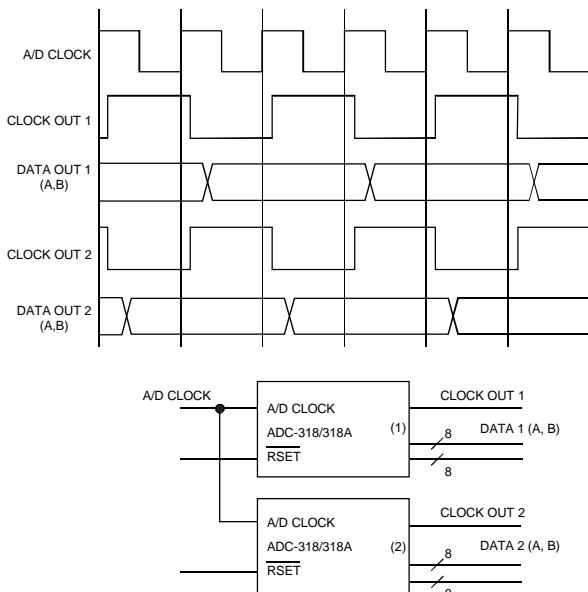 A/D CLOCK
CLOCK OUT 1
DATA OUT 1
(A,B)
CLOCK OUT 2
DATA OUT 2
(A,B)
A/D CLOCK
A/D CLOCK
ADC-318/318A
RSET
(1)
CLOCK OUT 1
8
DATA 1 (A, B)
8
A/D CLOCK
ADC-318/318A
RSET
(2)
CLOCK OUT 2
8
DATA 2 (A, B)
8